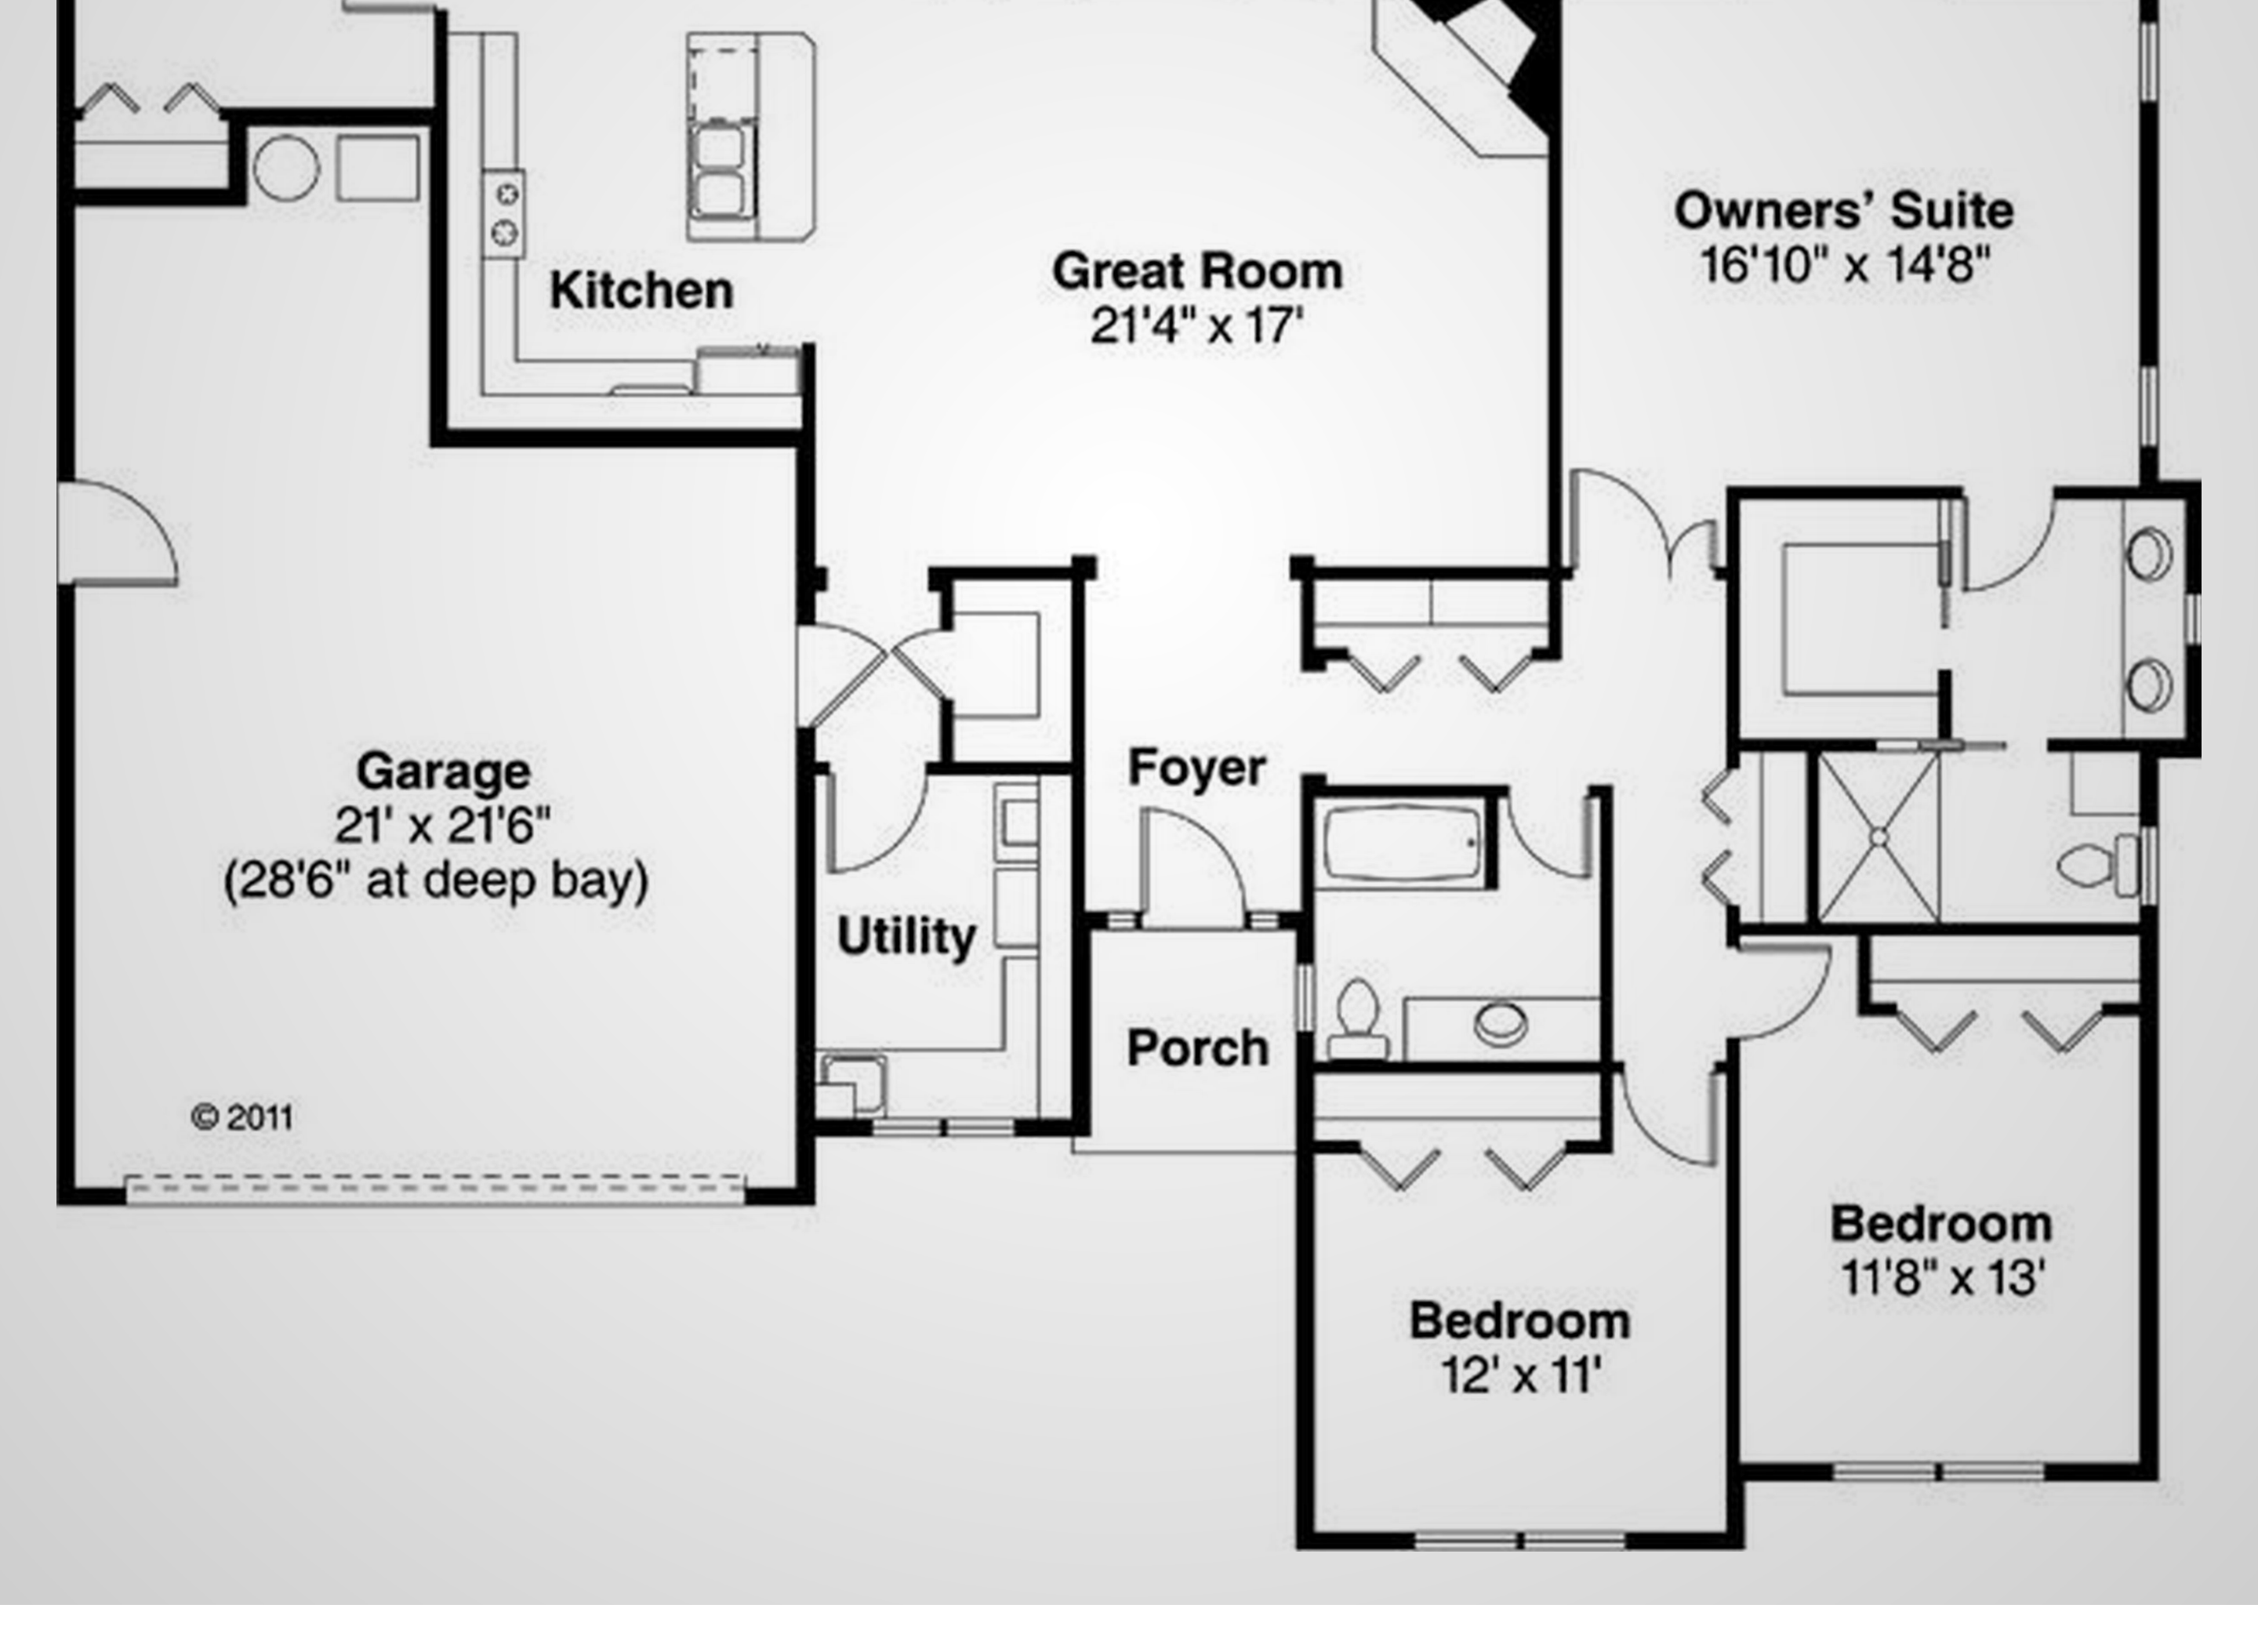 Owners’ Suite
16'10" x 14'8"
Great Room
21'4" x 17'
Kitchen
Garage
21' x 21'6"
(28'6" at deep bay)
Foyer
Utility
Porch
© 2011
Bedroom
11'8" x 13'
Bedroom
12' x 11'